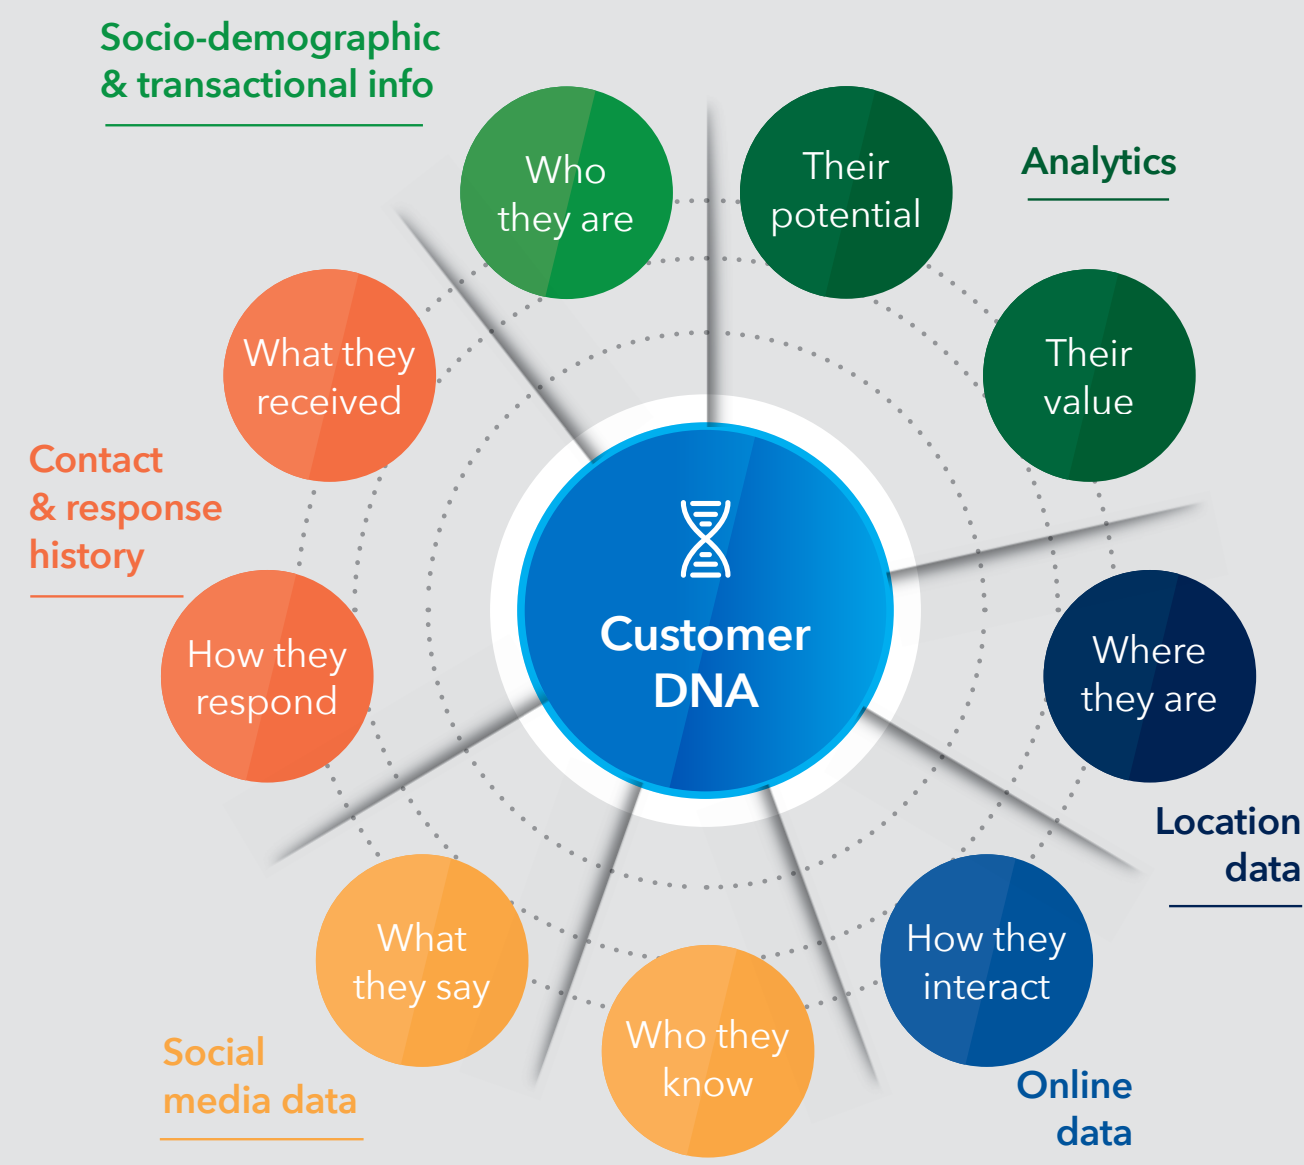 Socio-demographic
& transactional info
Who
they are
Their
potential
Analytics
Their
value
What they
received
Contact
& response
history
How they
respond
Customer
DNA
Where
they are
Location
data
What
they say
How they
interact
Who they
know
Social
media data
Online
data